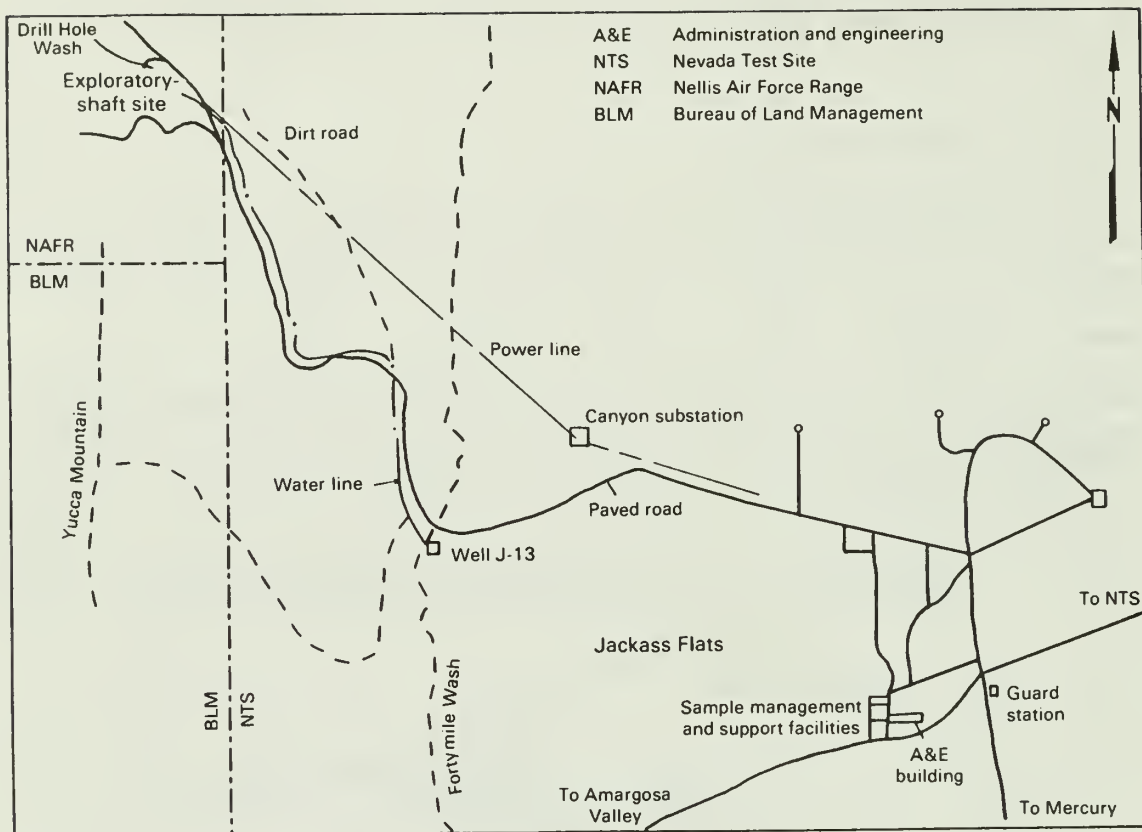 Drill Hole
Wash
Exploratory-
shaft site
Dirt road
A&E Administration and engineering
NTS Nevada Test Site
NAFR Nellis Air Force Range
BLM Bureau of Land Management
N
NAFR
BLM
Yucca Mountain
Power line
Canyon substation
Water line
Paved road
Well J-13
To NTS
Jackass Flats
BLM
NTS
Fortymile Wash
Sample management
and support facilities
Guard
station
A&E
building
To Amargosa
Valley
To Mercury